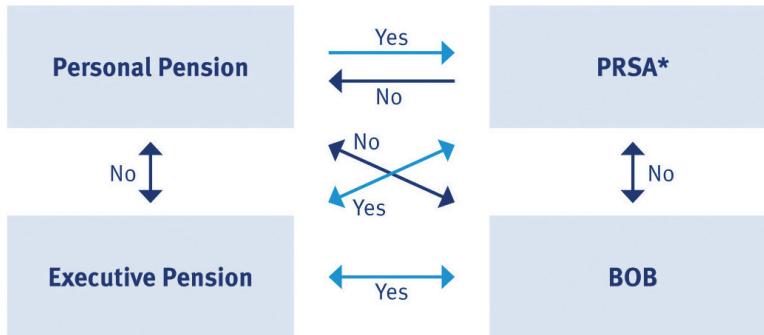 Personal Pension
Yes
No
PRSA*
No
No
Yes
No
Executive Pension
Yes
BOB